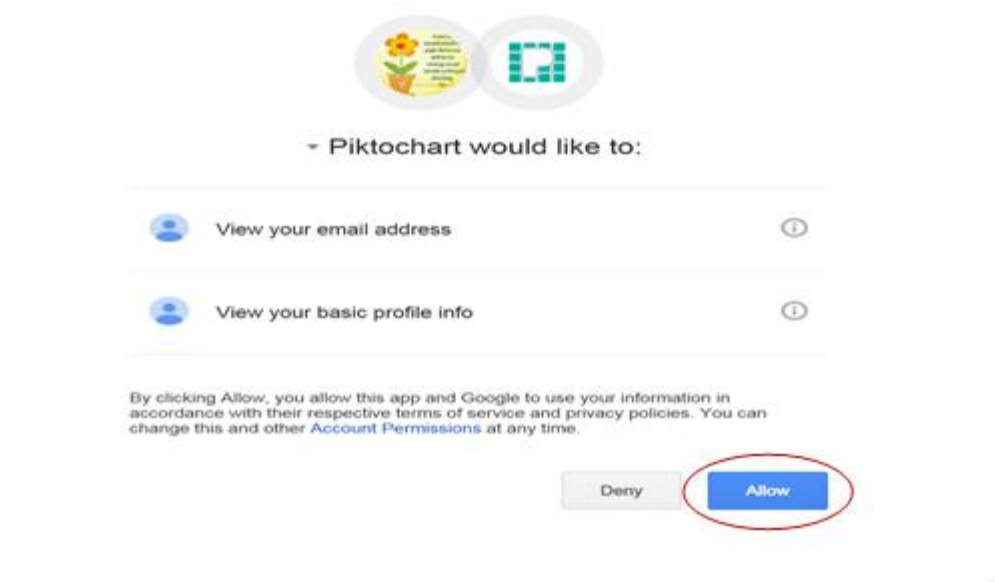 Piktochart would like to:
View your email address
View your basic profile info
By clicking Allow, you allow this app and Google to use your information in
accordance with their respective terms of service and privacy policies. You can
change this and other Account Permissions at any time.
Deny
Allow